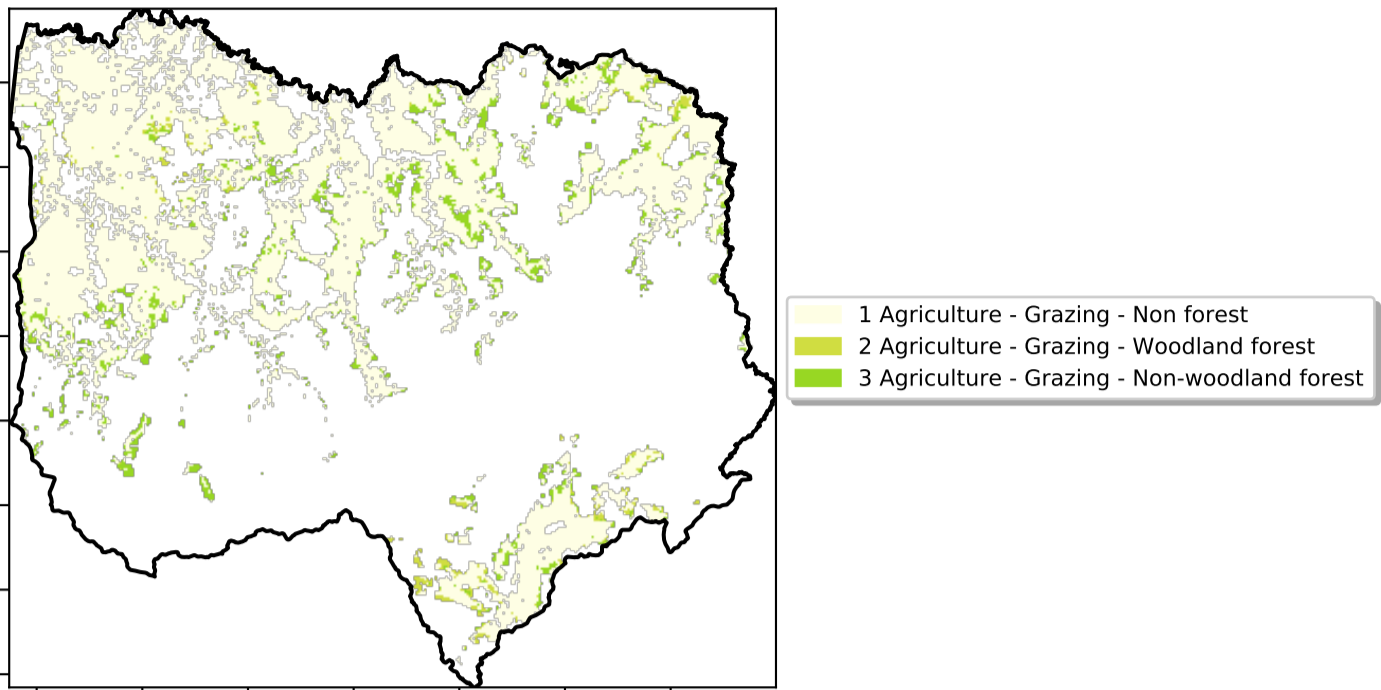 1 Agriculture - Grazing - Non forest
2 Agriculture - Grazing - Woodland forest
3 Agriculture - Grazing - Non-woodland forest